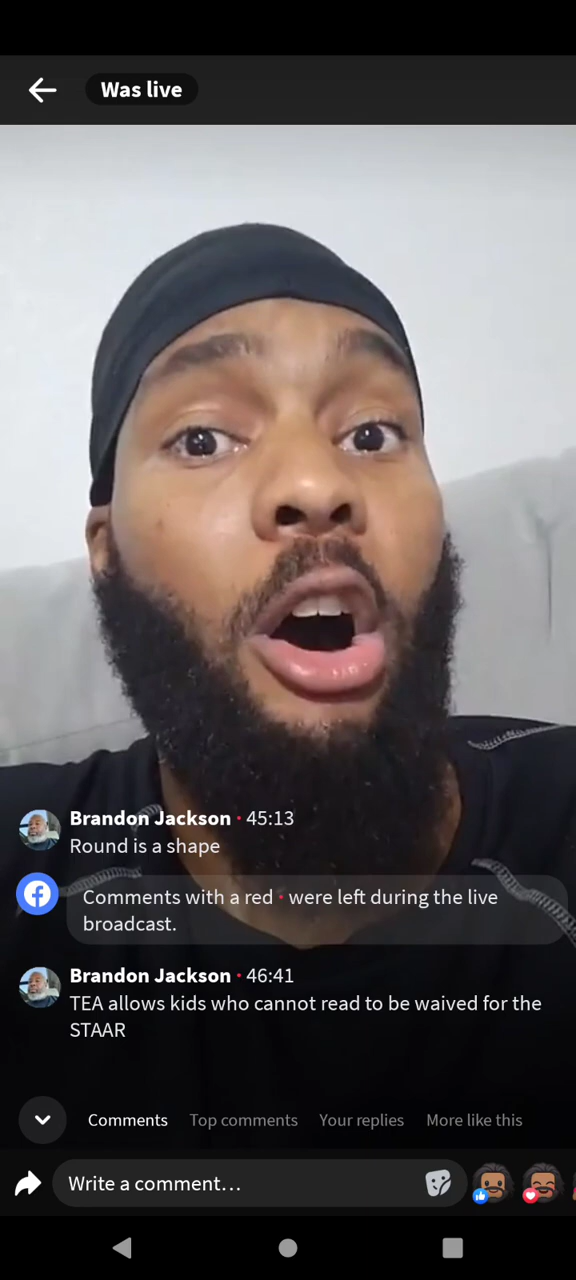 Was live
Brandon Jackson • 45:13
Round is a shape
Comments with a red • were left during the live
broadcast.
Brandon Jackson • 46:41
TEA allows kids who cannot read to be waived for the
STAAR
Comments Top comments Your replies More like this
Write a comment...